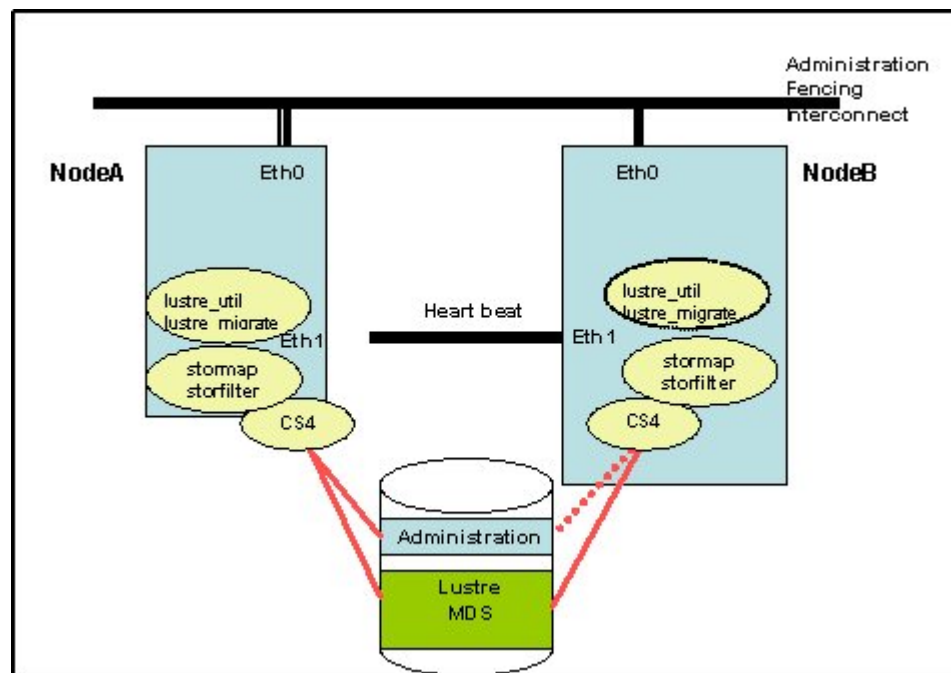 Administration
Fencing
Interconnect
NodeA
Eth0
Eth0
NodeB
lustre_util
lustre_migrate
Eth1
stormap
storfilter
CS4
Heart beat
Eth1
lustre_util
lustre_migrate
stormap
storfilter
CS4
Administration
Lustre
MDS